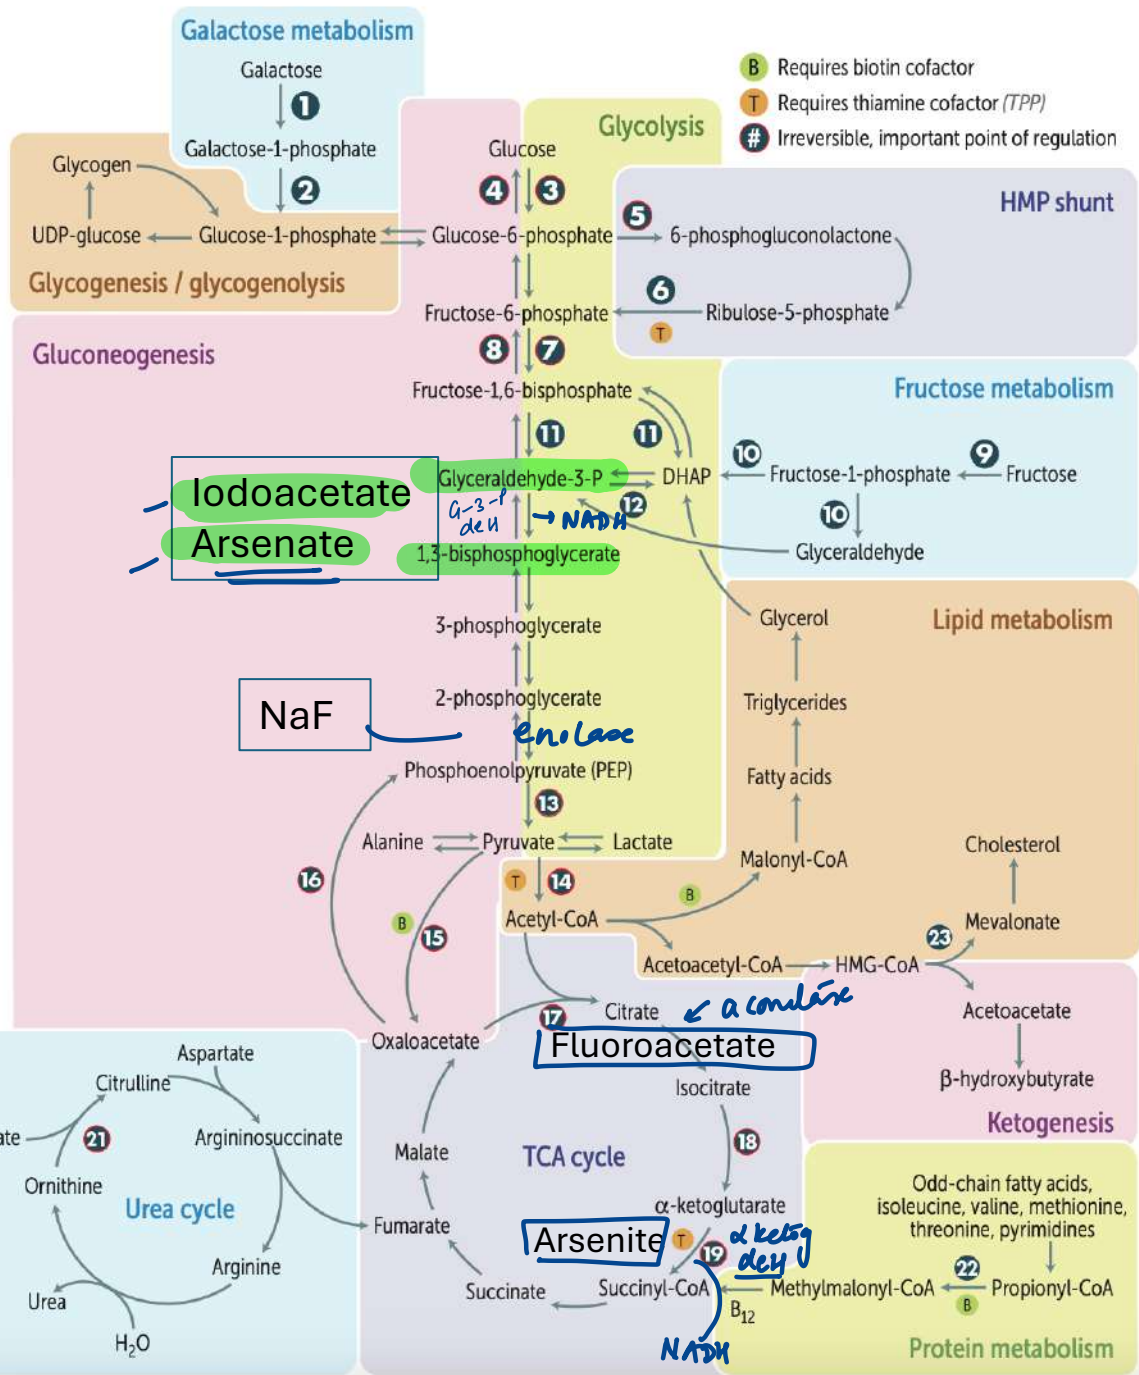 Galactose metabolism
Galactose
1
Galactose-1-phosphate
2
B Requires biotin cofactor
T Requires thiamine cofactor (TPP)
# Irreversible, important point of regulation
Glycogen
UDP-glucose
Glucose-1-phosphate
Glycogenesis / glycogenolysis
Glycolysis
Glucose
4
3
Glucose-6-phosphate
5
6-phosphogluconolactone
HMP shunt
6
T
Ribulose-5-phosphate
Fructose-6-phosphate
Gluconeogenesis
8
7
Fructose-1,6-bisphosphate
11
11
Fructose metabolism
10
9
Fructose-1-phosphate
Fructose
10
Glyceraldehyde
Glyceraldehyde-3-P
DHAP
12
Iodoacetate
Arsenate
G-3-P
deH
NADH
1,3-bisphosphoglycerate
3-phosphoglycerate
2-phosphoglycerate
NaF
enolase
Phosphoenolpyruvate (PEP)
13
Alanine
Pyruvate
Lactate
Lipid metabolism
Glycerol
Triglycerides
Fatty acids
Malonyl-CoA
Cholesterol
Mevalonate
16
B
15
T
14
Acetyl-CoA
B
Acetoacetyl-CoA
HMG-CoA
23
Acetoacetate
β-hydroxybutyrate
Ketogenesis
Oxaloacetate
17
Citrate
Fluoroacetate
Isocitrate
18
TCA cycle
α-ketoglutarate
Arsenite
T
19
α ketog
deH
Succinyl-CoA
NADH
Succinate
Fumarate
Malate
Aspartate
Citrulline
ate
21
Argininosuccinate
Ornithine
Urea cycle
Arginine
Urea
H₂O
Odd-chain fatty acids,
isoleucine, valine, methionine,
threonine, pyrimidines
22
Methylmalonyl-CoA
B
Propionyl-CoA
B₁₂
Protein metabolism